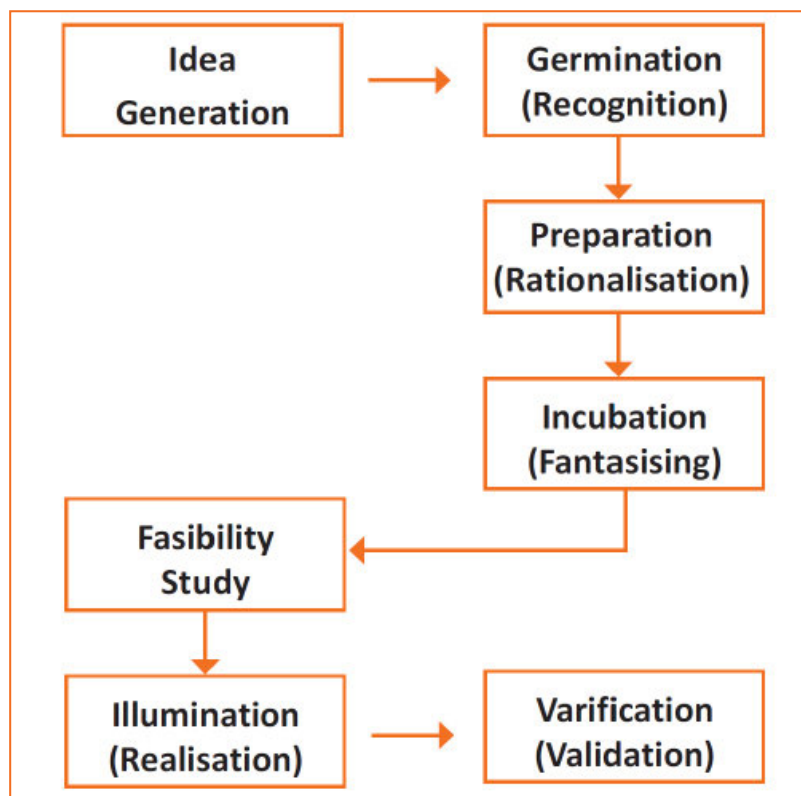 Idea
Generation
Germination
(Recognition)
Preparation
(Rationalisation)
Incubation
(Fantasising)
Fasibility
Study
Illumination
(Realisation)
Varification
(Validation)